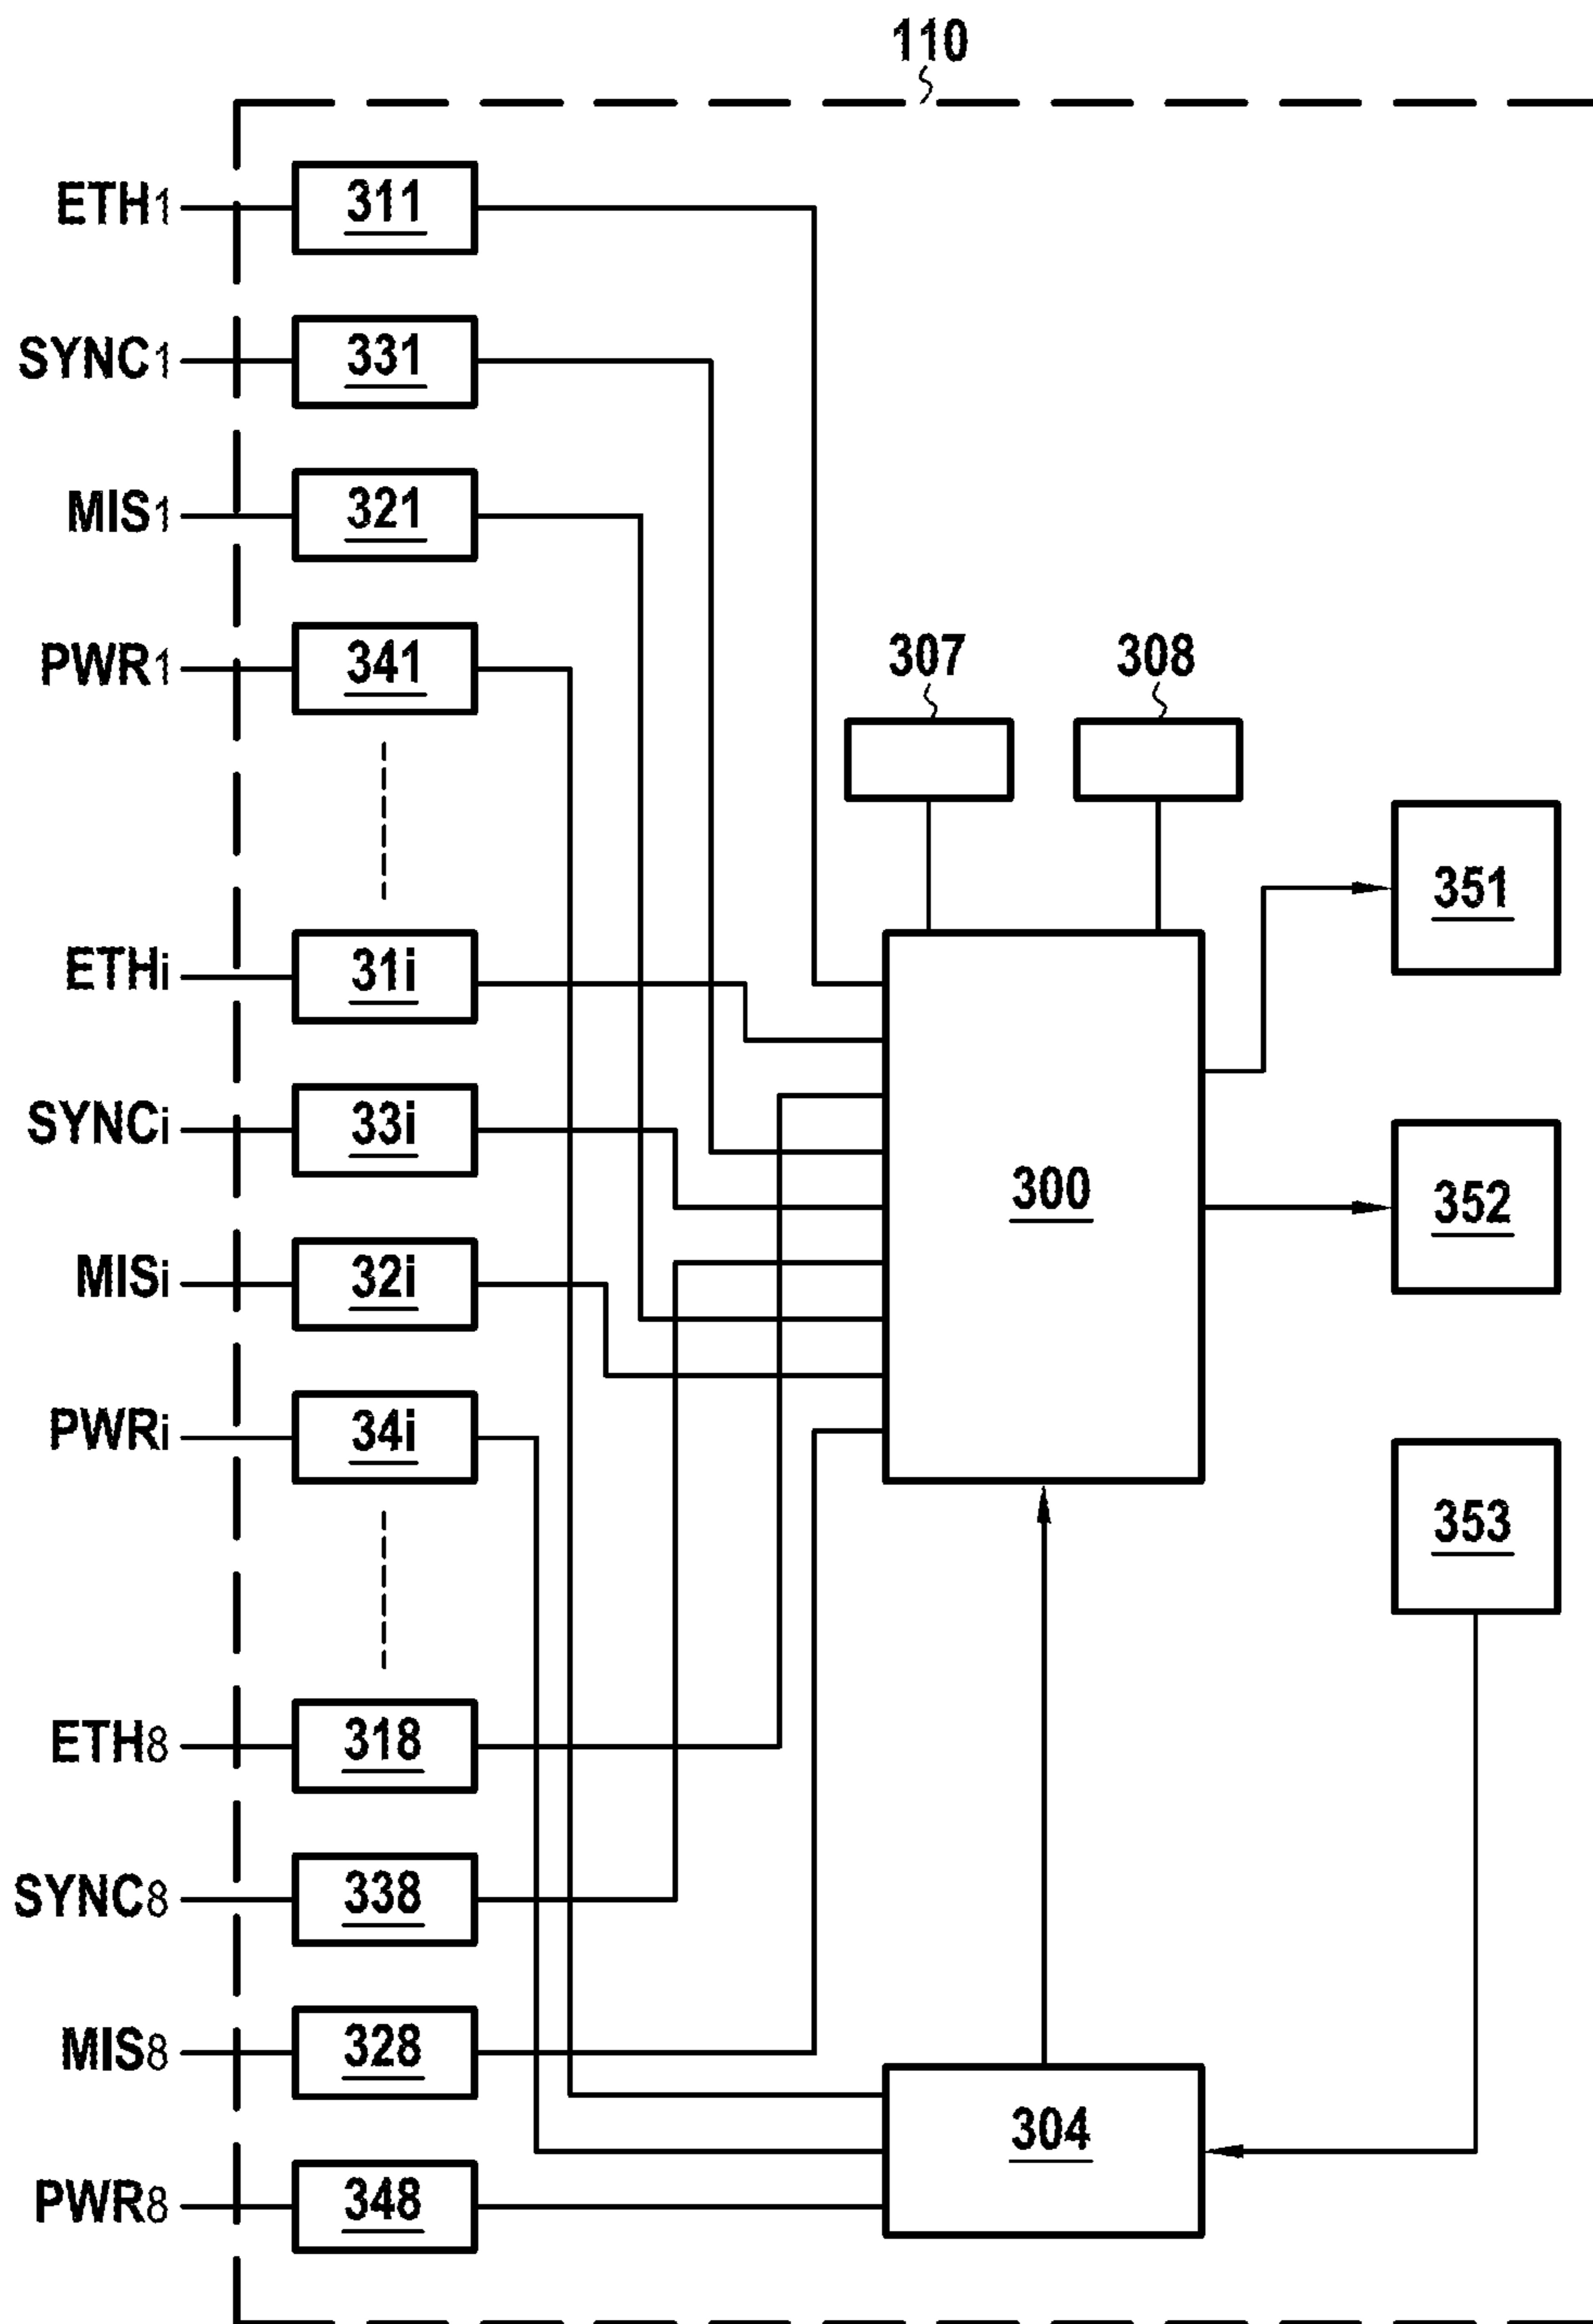 110
ETH1 311
SYNC1 331
MIS1 321
PWR1 341
307 308
351
ETHi 31i
SYNCi 33i
300
352
MISi 32i
PWRi 34i
353
ETH8 318
SYNC8 338
MIS8 328
304
PWR8 348